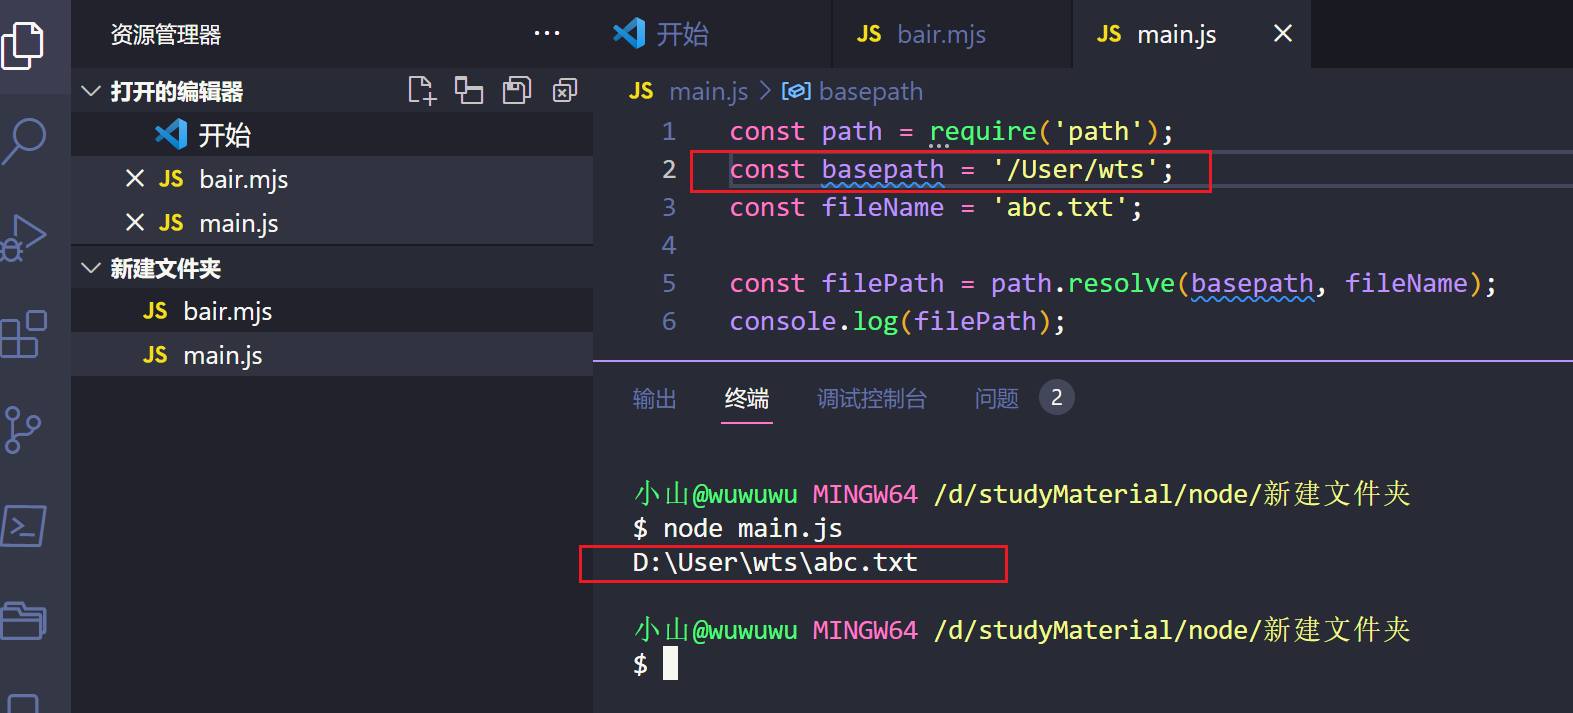 资源管理器
···
打开的编辑器
开始
JS bair.mjs
JS main.js
新建文件夹
JS bair.mjs
JS main.js
开始
JS bair.mjs
JS main.js
JS main.js > basepath
1 const path = require('path');
2 const basepath = '/User/wts';
3 const fileName = 'abc.txt';
4
5 const filePath = path.resolve(basepath, fileName);
6 console.log(filePath);
输出 终端 调试控制台 问题 2
小山@wuwuwu MINGW64 /d/studyMaterial/node/新建文件夹
$ node main.js
D:\User\wts\abc.txt
小山@wuwuwu MINGW64 /d/studyMaterial/node/新建文件夹
$